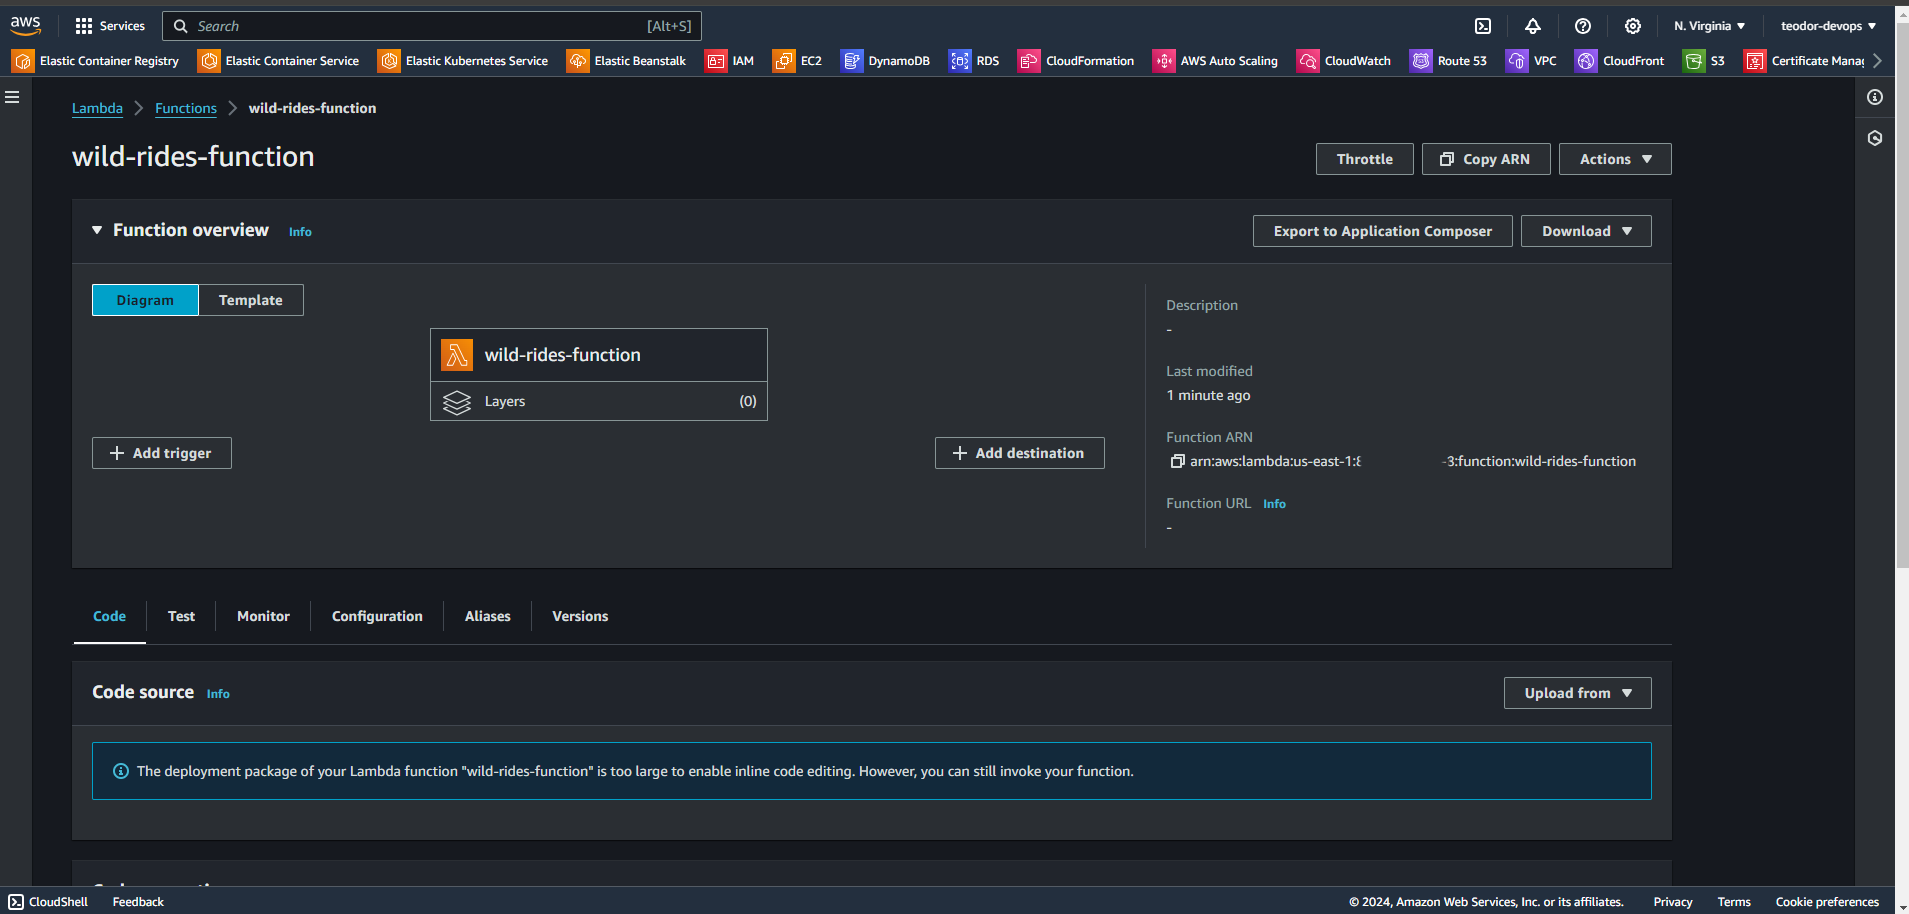 aws Services Search [Alt+S] N. Virginia teodor-devops
Elastic Container Registry Elastic Container Service Elastic Kubernetes Service Elastic Beanstalk IAM EC2 DynamoDB RDS CloudFormation AWS Auto Scaling CloudWatch Route 53 VPC CloudFront S3 Certificate Manag
Lambda Functions wild-rides-function
wild-rides-function
Throttle Copy ARN Actions
Function overview Info
Export to Application Composer Download
Diagram Template
wild-rides-function
Layers (0)
+ Add trigger
+ Add destination
Description
-
Last modified
1 minute ago
Function ARN
arn:aws:lambda:us-east-1: -3:function:wild-rides-function
Function URL Info
-
Code Test Monitor Configuration Aliases Versions
Code source Info
Upload from
The deployment package of your Lambda function "wild-rides-function" is too large to enable inline code editing. However, you can still invoke your function.
CloudShell Feedback © 2024, Amazon Web Services, Inc. or its affiliates. Privacy Terms Cookie preferences